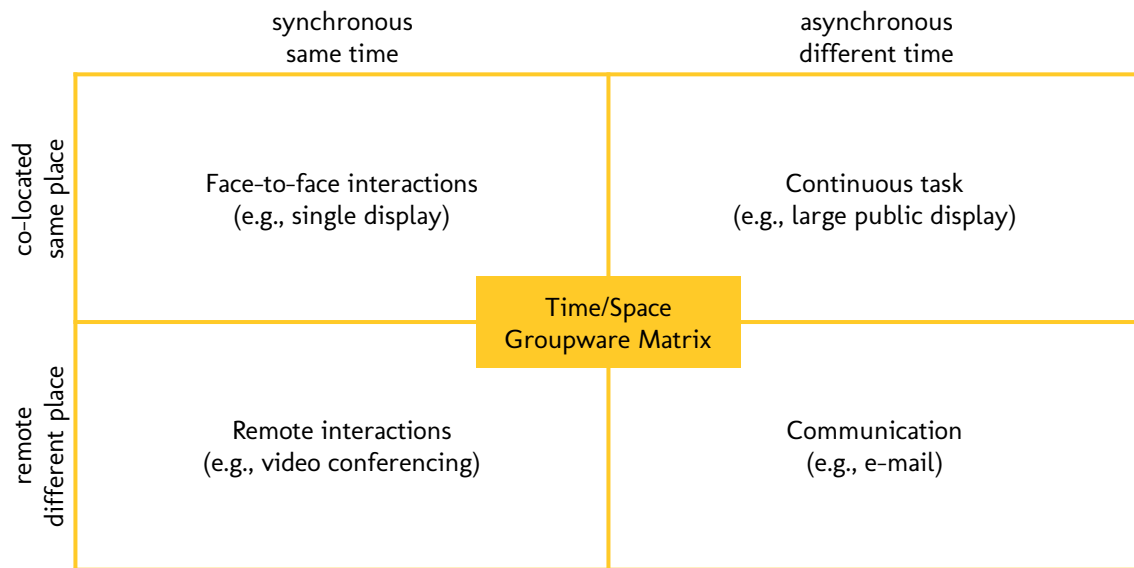 synchronous
same time
asynchronous
different time
co-located
same place
Face-to-face interactions
(e.g., single display)
Continuous task
(e.g., large public display)
Time/Space
Groupware Matrix
remote
different place
Remote interactions
(e.g., video conferencing)
Communication
(e.g., e-mail)